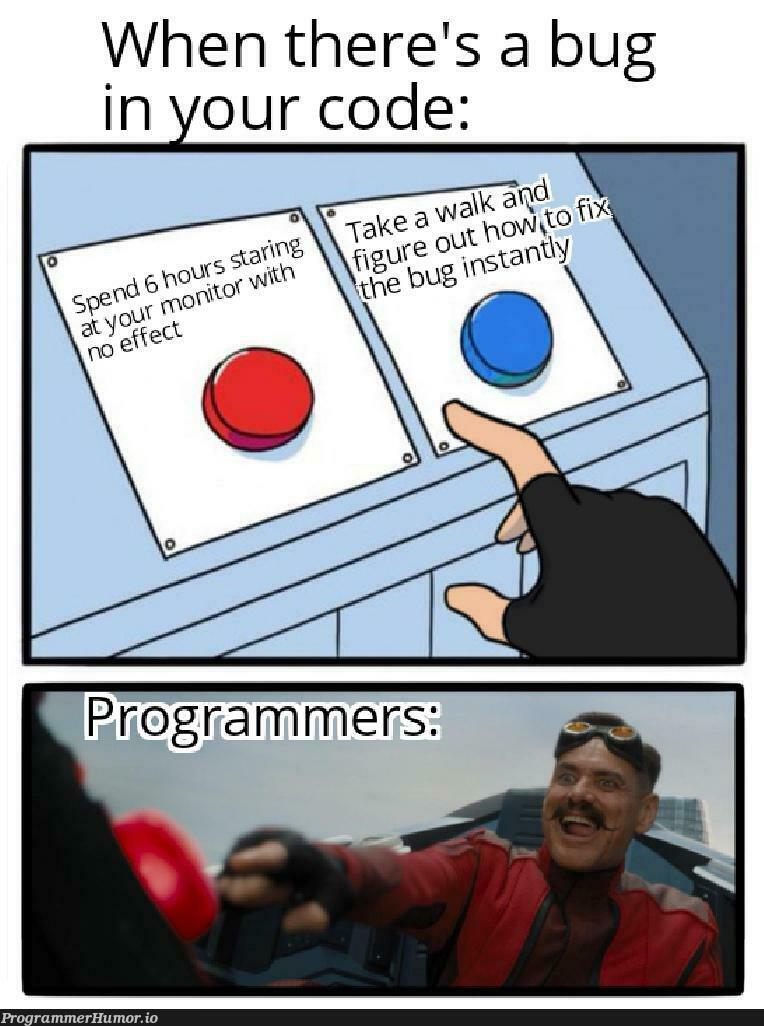 When there's a bug
in your code:
Spend 6 hours staring
at your monitor with
no effect
Take a walk and
figure out how to fix
the bug instantly
Programmers:
ProgrammerHumor.io